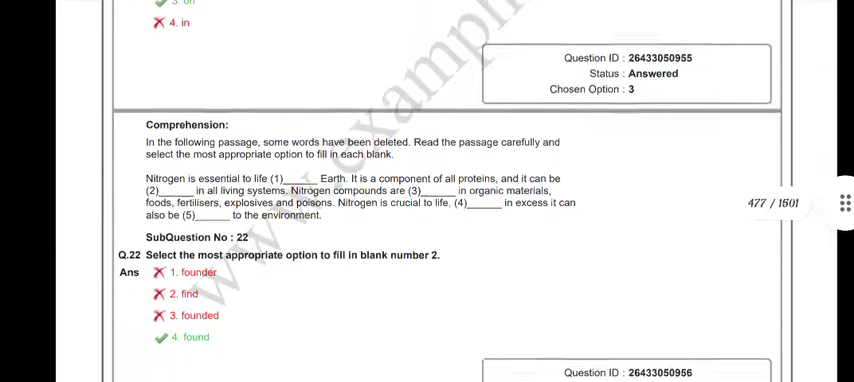 3. on
4. in
Question ID : 26433050955
Status : Answered
Chosen Option : 3
Comprehension:
In the following passage, some words have been deleted. Read the passage carefully and
select the most appropriate option to fill in each blank.
Nitrogen is essential to life (1)______ Earth. It is a component of all proteins, and it can be
(2)______ in all living systems. Nitrogen compounds are (3)______ in organic materials,
foods, fertilisers, explosives and poisons. Nitrogen is crucial to life, (4)______ in excess it can
also be (5)______ to the environment.
477 / 1501
SubQuestion No : 22
Q.22 Select the most appropriate option to fill in blank number 2.
Ans 1. founder
2. find
3. founded
4. found
Question ID : 26433050956